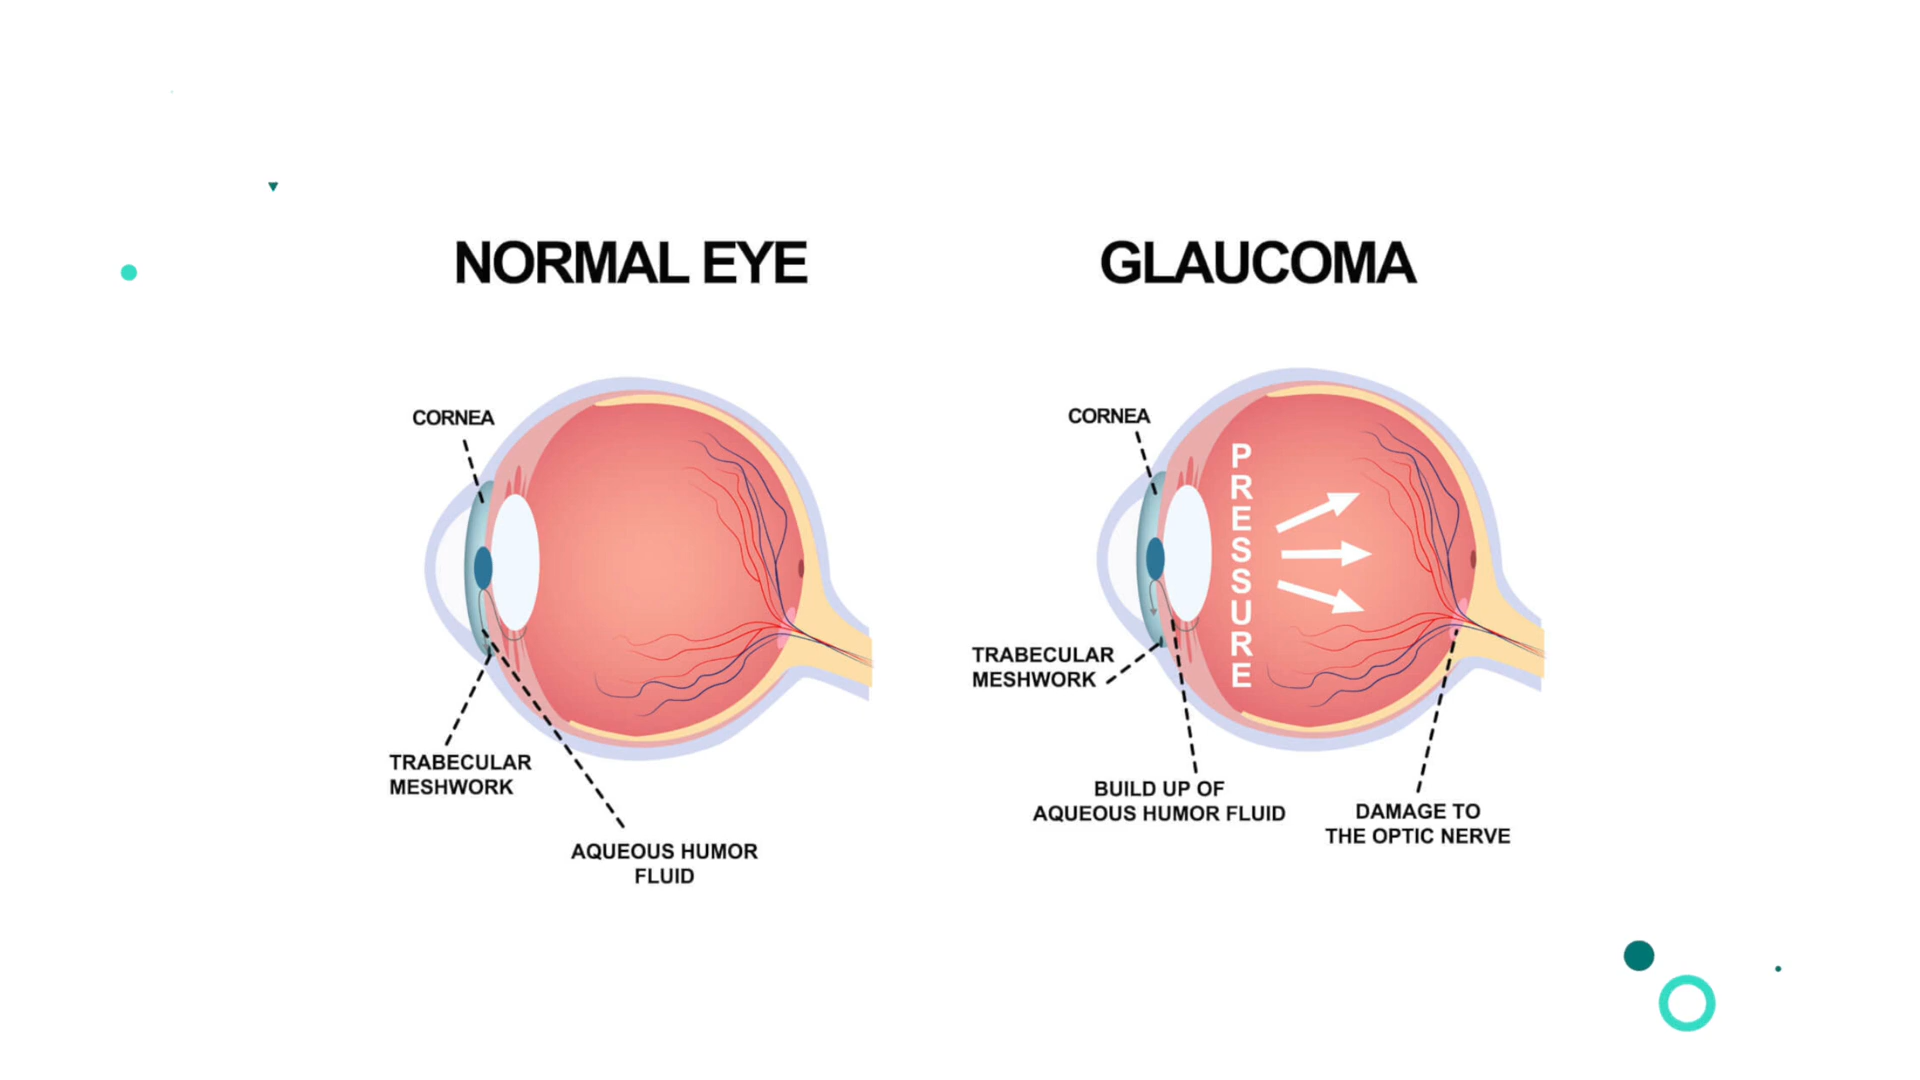 NORMAL EYE
CORNEA
TRABECULAR
MESHWORK
AQUEOUS HUMOR
FLUID
GLAUCOMA
CORNEA
PRESSURE
TRABECULAR
MESHWORK
BUILD UP OF
AQUEOUS HUMOR FLUID
DAMAGE TO
THE OPTIC NERVE